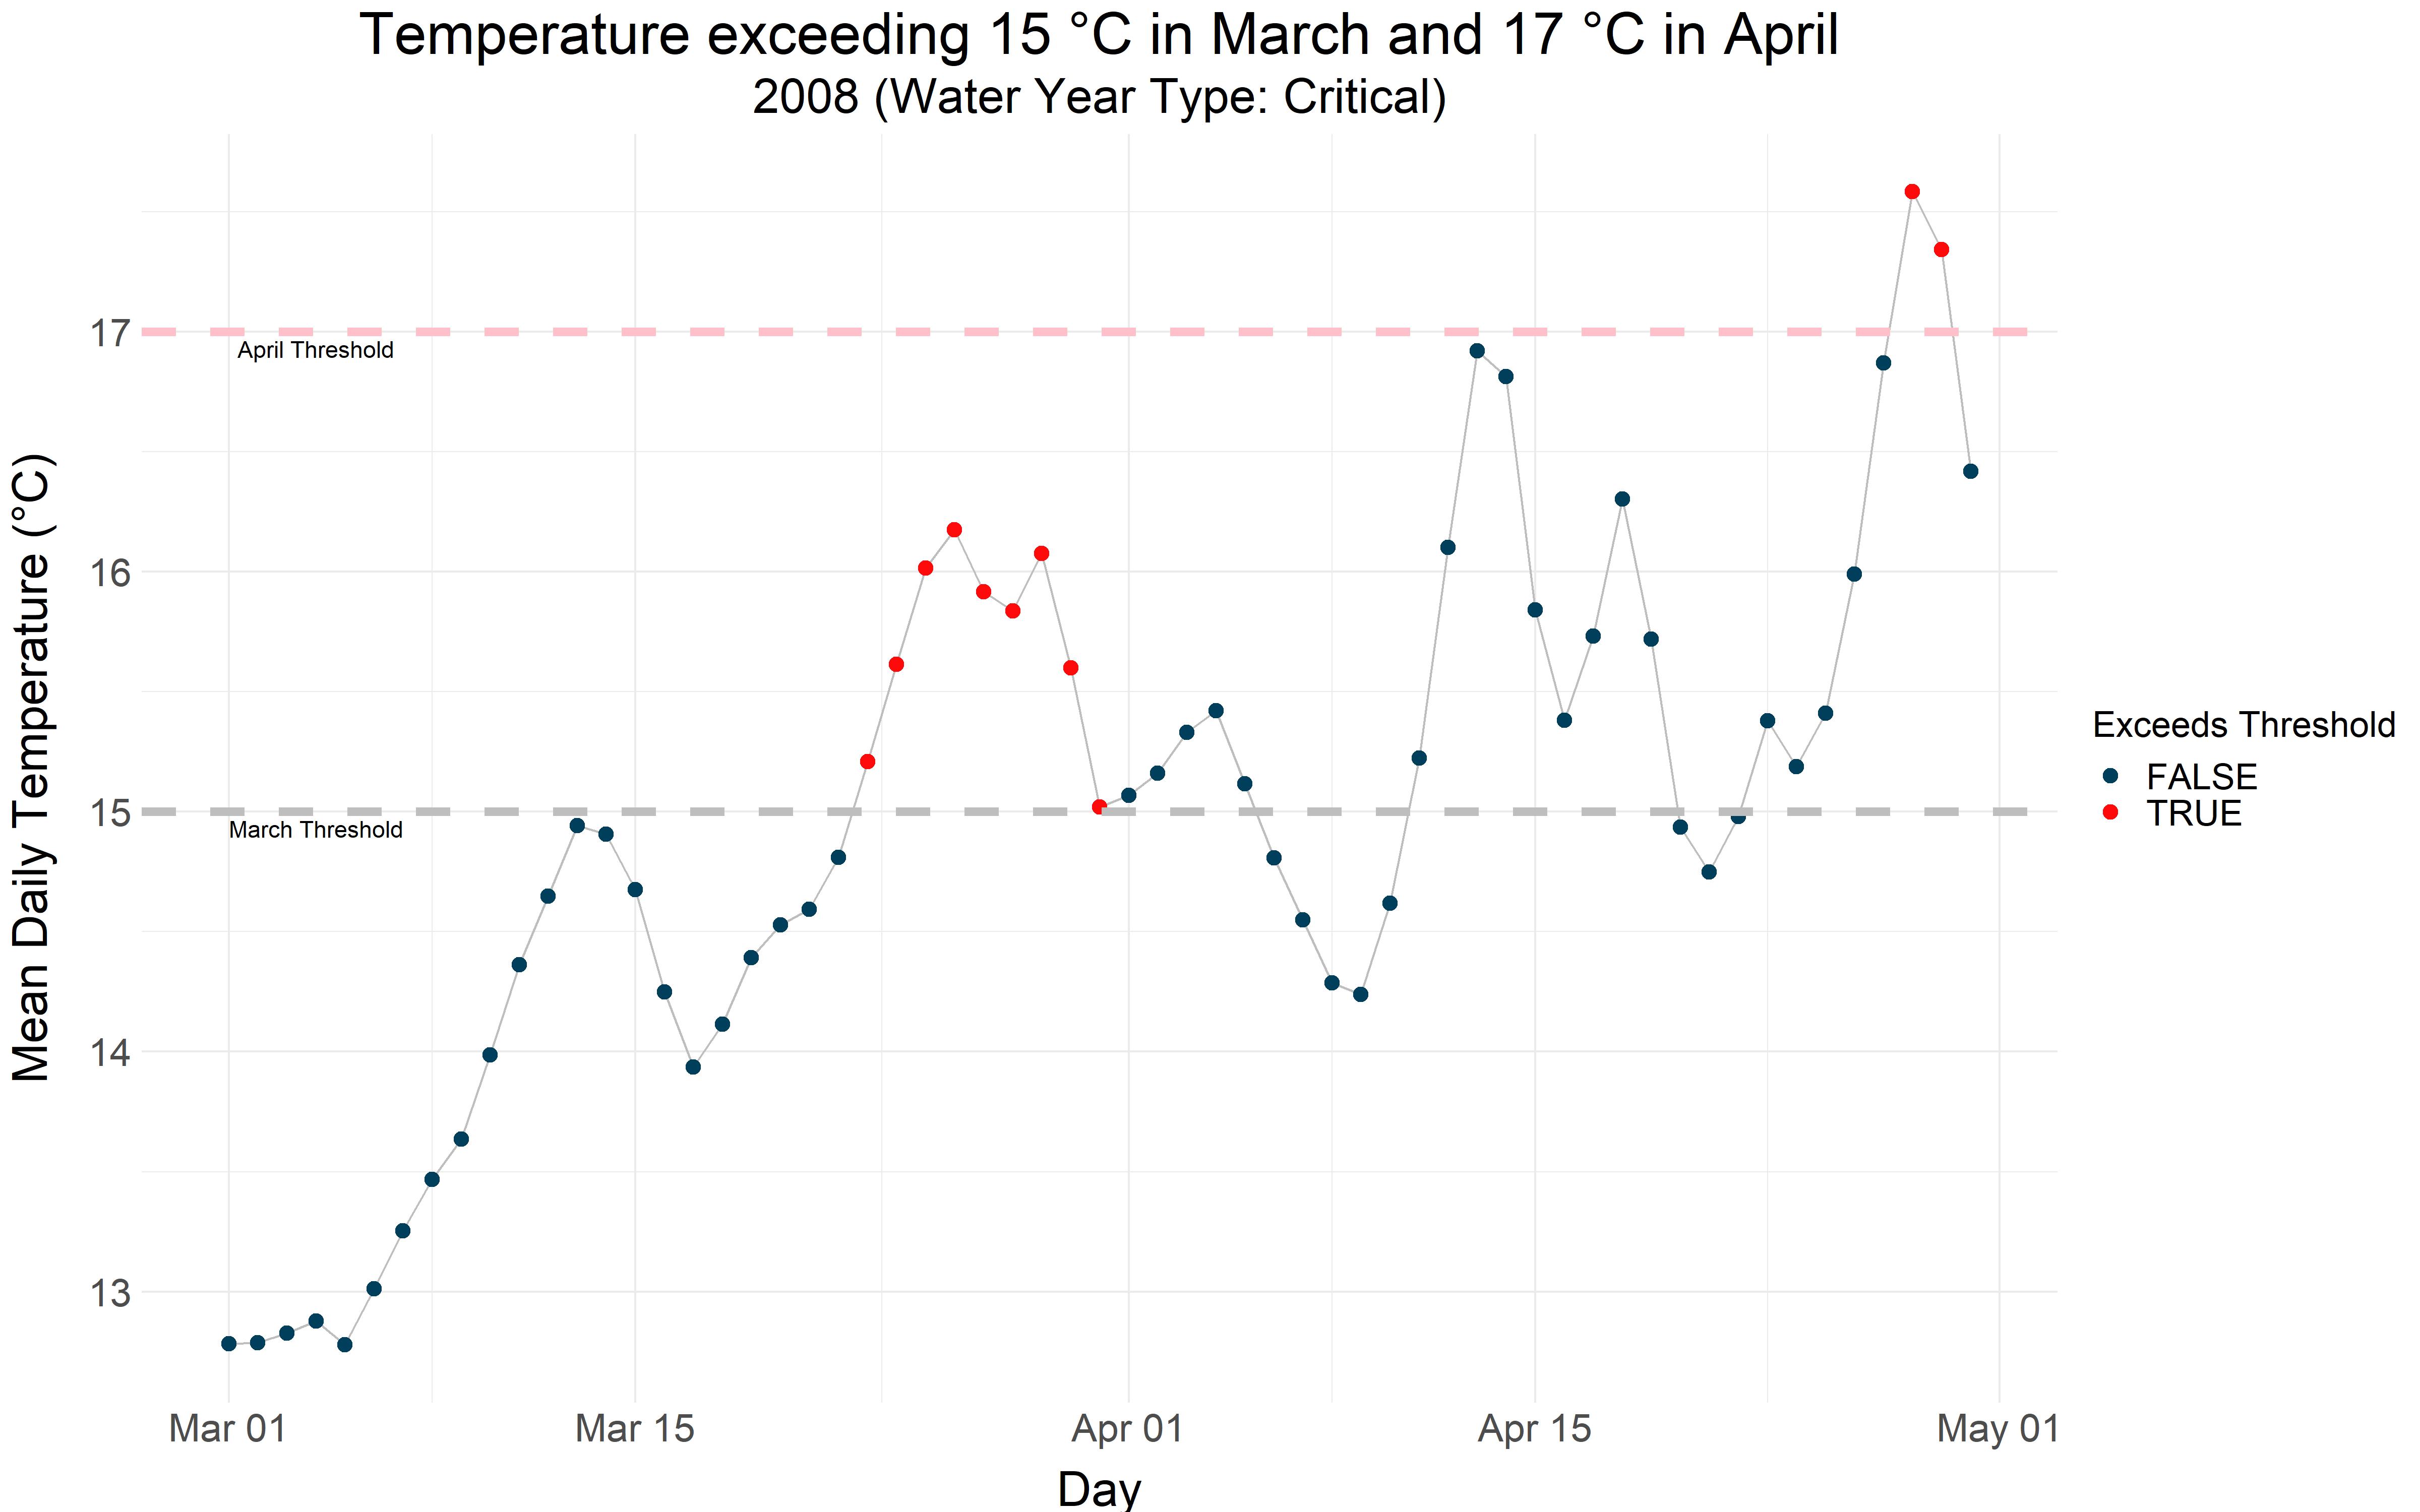 Temperature exceeding 15 °C in March and 17 °C in April
2008 (Water Year Type: Critical)
Mean Daily Temperature (°C)
17
April Threshold
16
15
March Threshold
14
13
Mar 01
Mar 15
Apr 01
Apr 15
May 01
Day
Exceeds Threshold
FALSE
TRUE